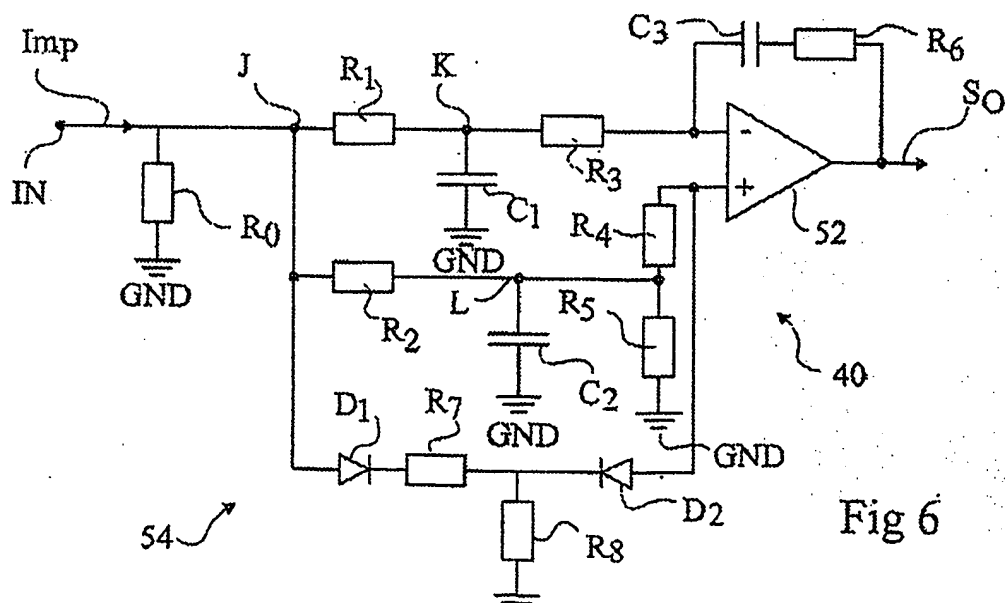 Imp
J
R1
K
C3
R6
SO
IN
R0
GND
C1
GND
R3
-
+
52
R4
R2
L
C2
GND
R5
GND
40
D1
R7
D2
R8
54
Fig 6